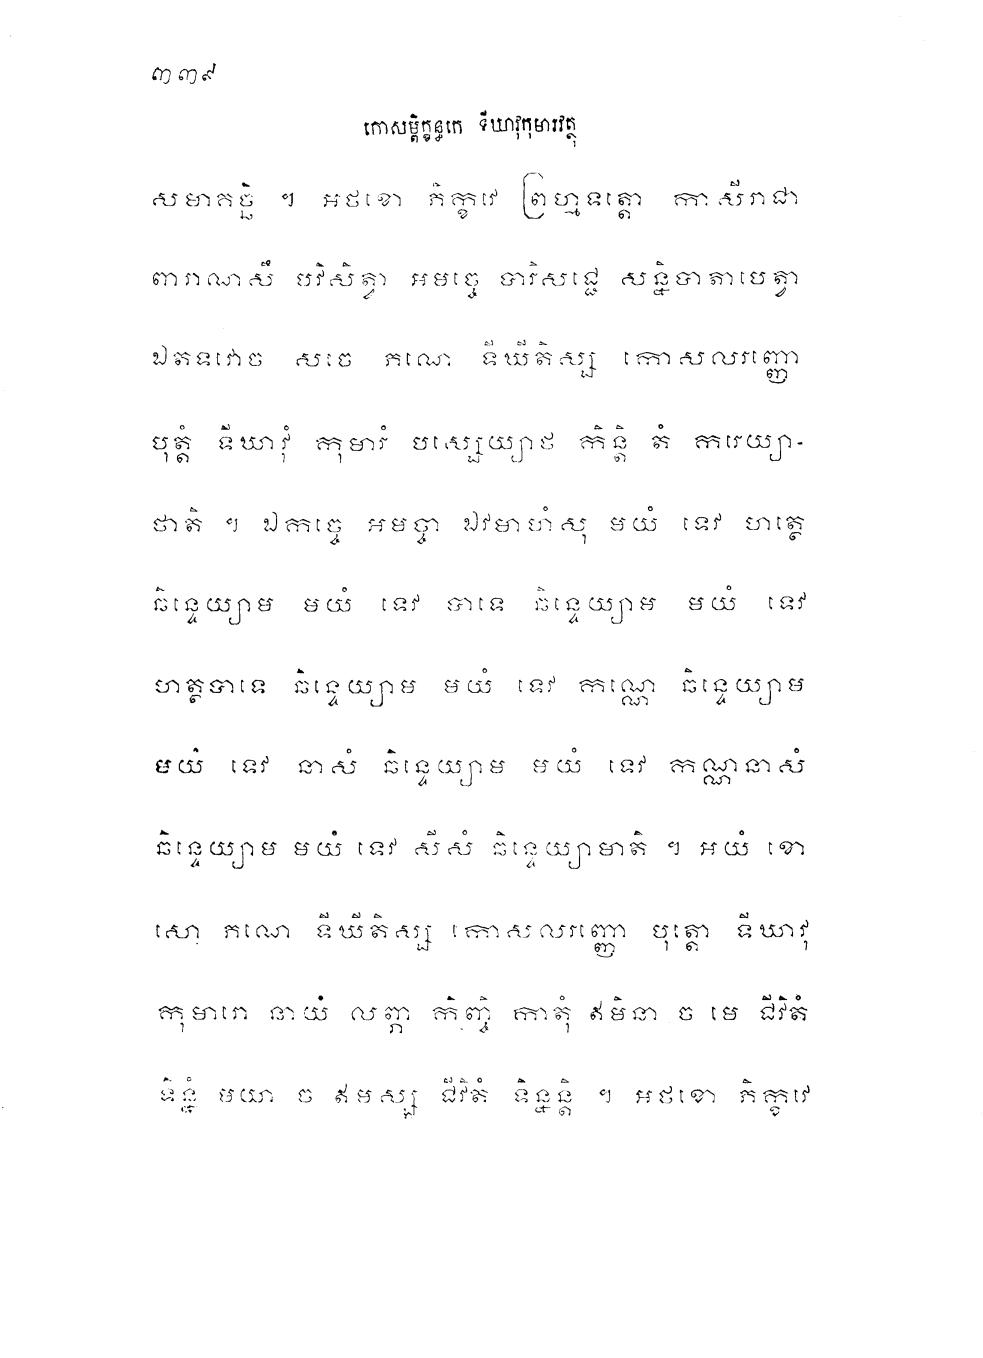 ៣៣៩
កោសម្ពិក្ខន្ធកេ ទីឃាវុកុមារវត្ថុ
សមាគច្ឆិ ។ អថខោ ភិក្ខវេ ព្រហ្មទត្តោ កាសីរាជា
ពារាណសឹ បវិសិត្វា អមច្ចេ បារិសជ្ជេ សន្និបាតាបេត្វា
ឯតទវោច សចេ ភណេ ទីឃីតិស្ស កោសលរញ្ញោ
បុត្តំ ទីឃាវុំ កុមារំ បស្សេយ្យាថ កិន្តិ តំ ករេយ្យា-
ថាតិ ។ ឯកច្ចេ អមច្ចា ឯវមាហំសុ មយំ ទេវ ហត្ថេ
ឆិន្ទេយ្យាម មយំ ទេវ បាទេ ឆិន្ទេយ្យាម មយំ ទេវ
ហត្ថបាទេ ឆិន្ទេយ្យាម មយំ ទេវ កណ្ណេ ឆិន្ទេយ្យាម
មយំ ទេវ នាសំ ឆិន្ទេយ្យាម មយំ ទេវ កណ្ណនាសំ
ឆិន្ទេយ្យាម មយំ ទេវ សីសំ ឆិន្ទេយ្យាមាតិ ។ អយំ ខោ
សោ ភណេ ទីឃីតិស្ស កោសលរញ្ញោ បុត្តោ ទីឃាវុ
កុមារោ នាយំ លព្ភា កិញ្ចិ កាតុំ ឥមិនា ច មេ ជីវិតំ
ទិន្នំ មយា ច ឥមស្ស ជីវិតំ ទិន្នន្តិ ។ អថខោ ភិក្ខវេ